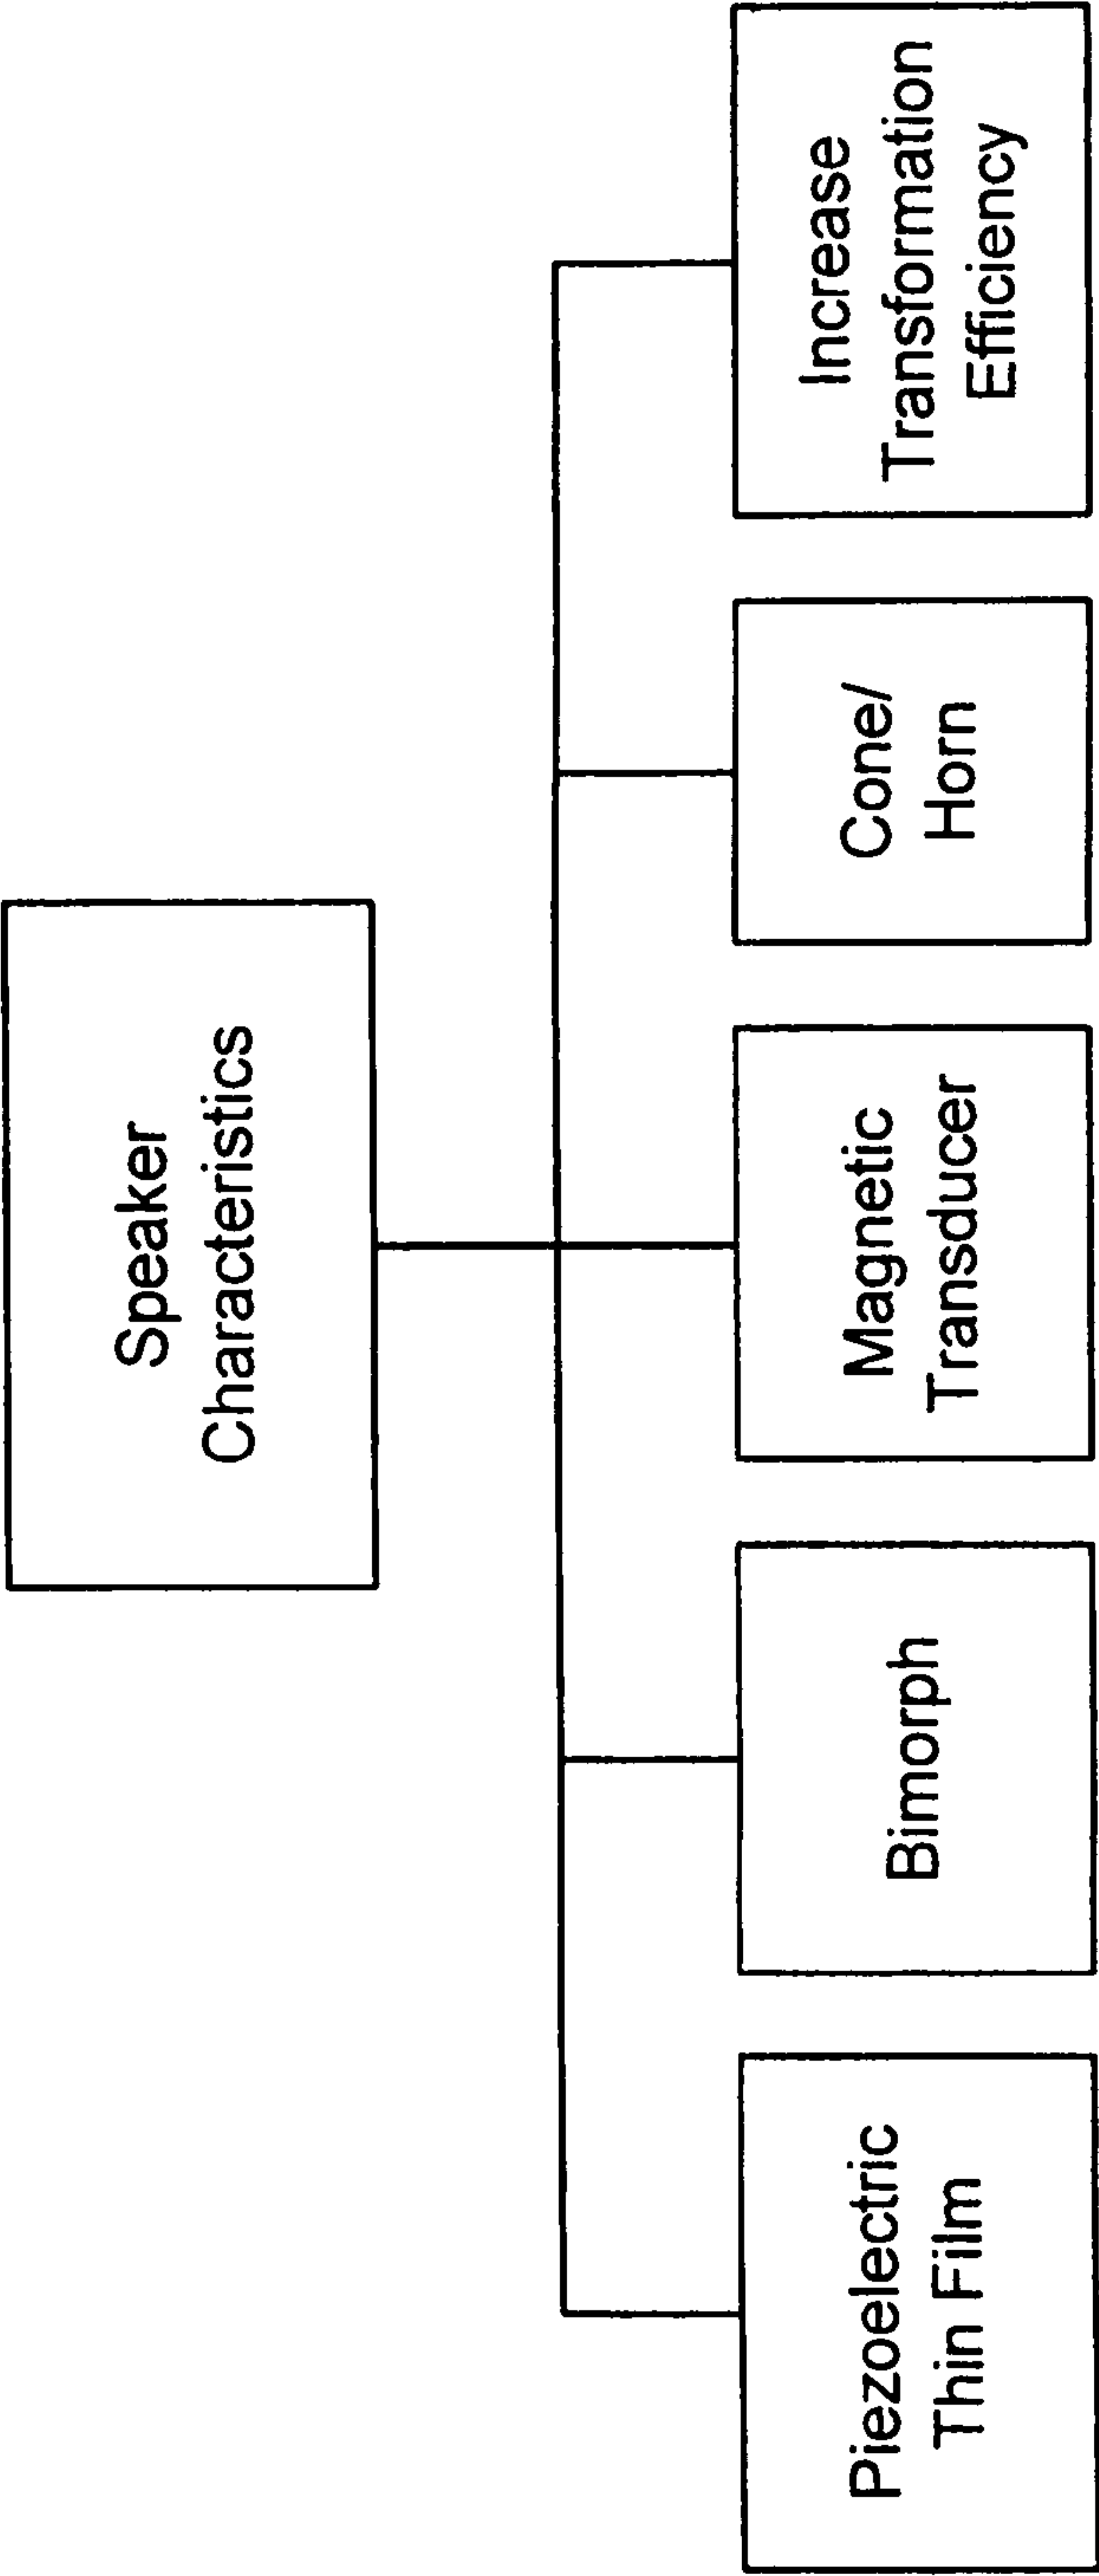 Speaker
Characteristics
Piezoelectric
Thin Film
Bimorph
Magnetic
Transducer
Cone/
Horn
Increase
Transformation
Efficiency